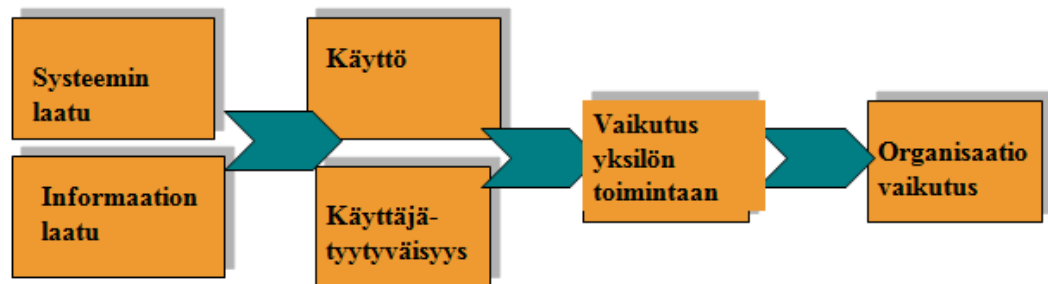 Systeemin
laatu
Informaation
laatu
Käyttö
Käyttäjä-
tyytyväisyys
Vaikutus
yksilön
toimintaan
Organisaatio
vaikutus